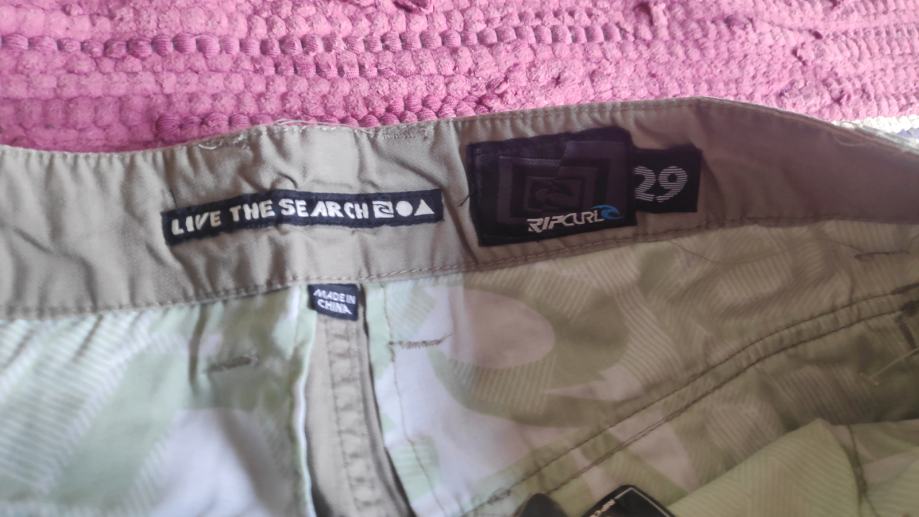 LIVE THE SEARCH
RIPCURL
29
MADE IN
CHINA